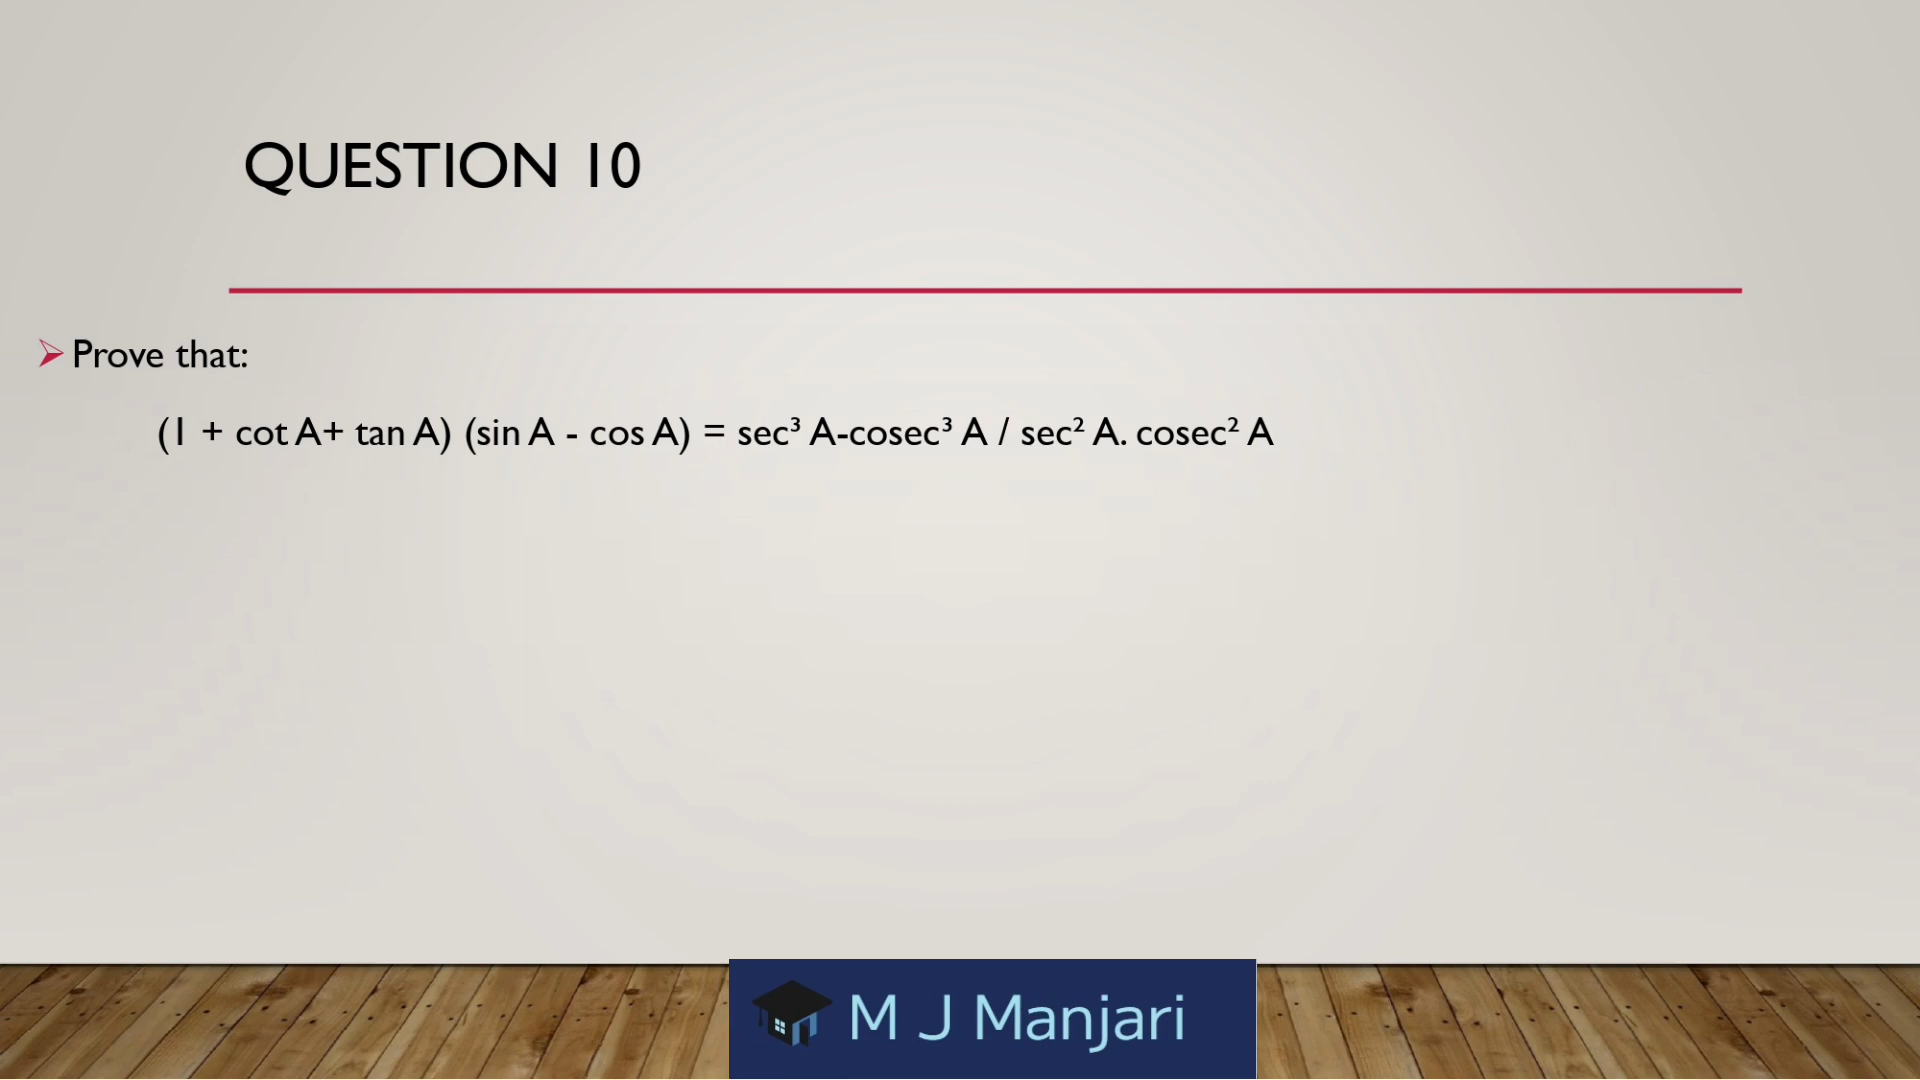 QUESTION 10
Prove that:
(1 + cot A+ tan A) (sin A - cos A) = sec³ A-cosec³ A / sec² A. cosec² A
M J Manjari